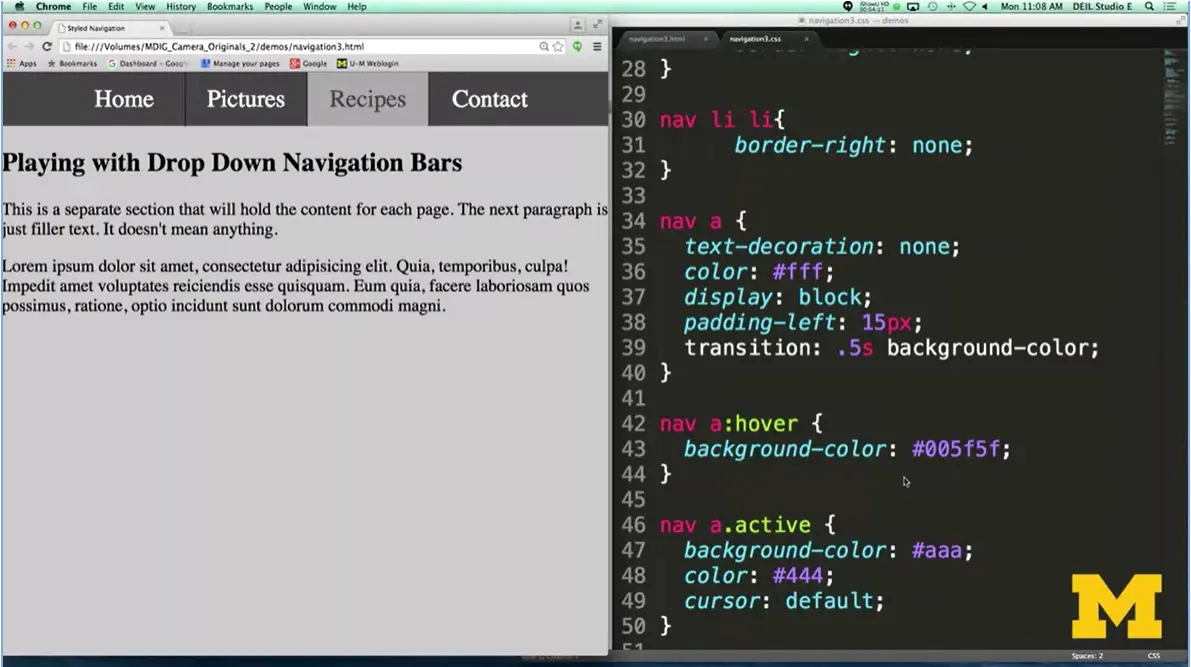 Chrome File Edit View History Bookmarks People Window Help
Mon 11:08 AM DEIL Studio E
Styled Navigation
file:///Volumes/MDIG_Camera_Originals_2/demos/navigation3.html
Apps Bookmarks Dashboard - Goog Manage your pages Google U-M Weblogin
Home Pictures Recipes Contact
Playing with Drop Down Navigation Bars
This is a separate section that will hold the content for each page. The next paragraph is
just filler text. It doesn't mean anything.
Lorem ipsum dolor sit amet, consectetur adipisicing elit. Quia, temporibus, culpa!
Impedit amet voluptates reiciendis esse quisquam. Eum quia, facere laboriosam quos
possimus, ratione, optio incidunt sunt dolorum commodi magni.
navigation3.css — demos
navigation3.html navigation3.css
28 }
29
30 nav li li{
31 border-right: none;
32 }
33
34 nav a {
35 text-decoration: none;
36 color: #fff;
37 display: block;
38 padding-left: 15px;
39 transition: .5s background-color;
40 }
41
42 nav a:hover {
43 background-color: #005f5f;
44 }
45
46 nav a.active {
47 background-color: #aaa;
48 color: #444;
49 cursor: default;
50 }
51
M
Spaces: 2 CSS